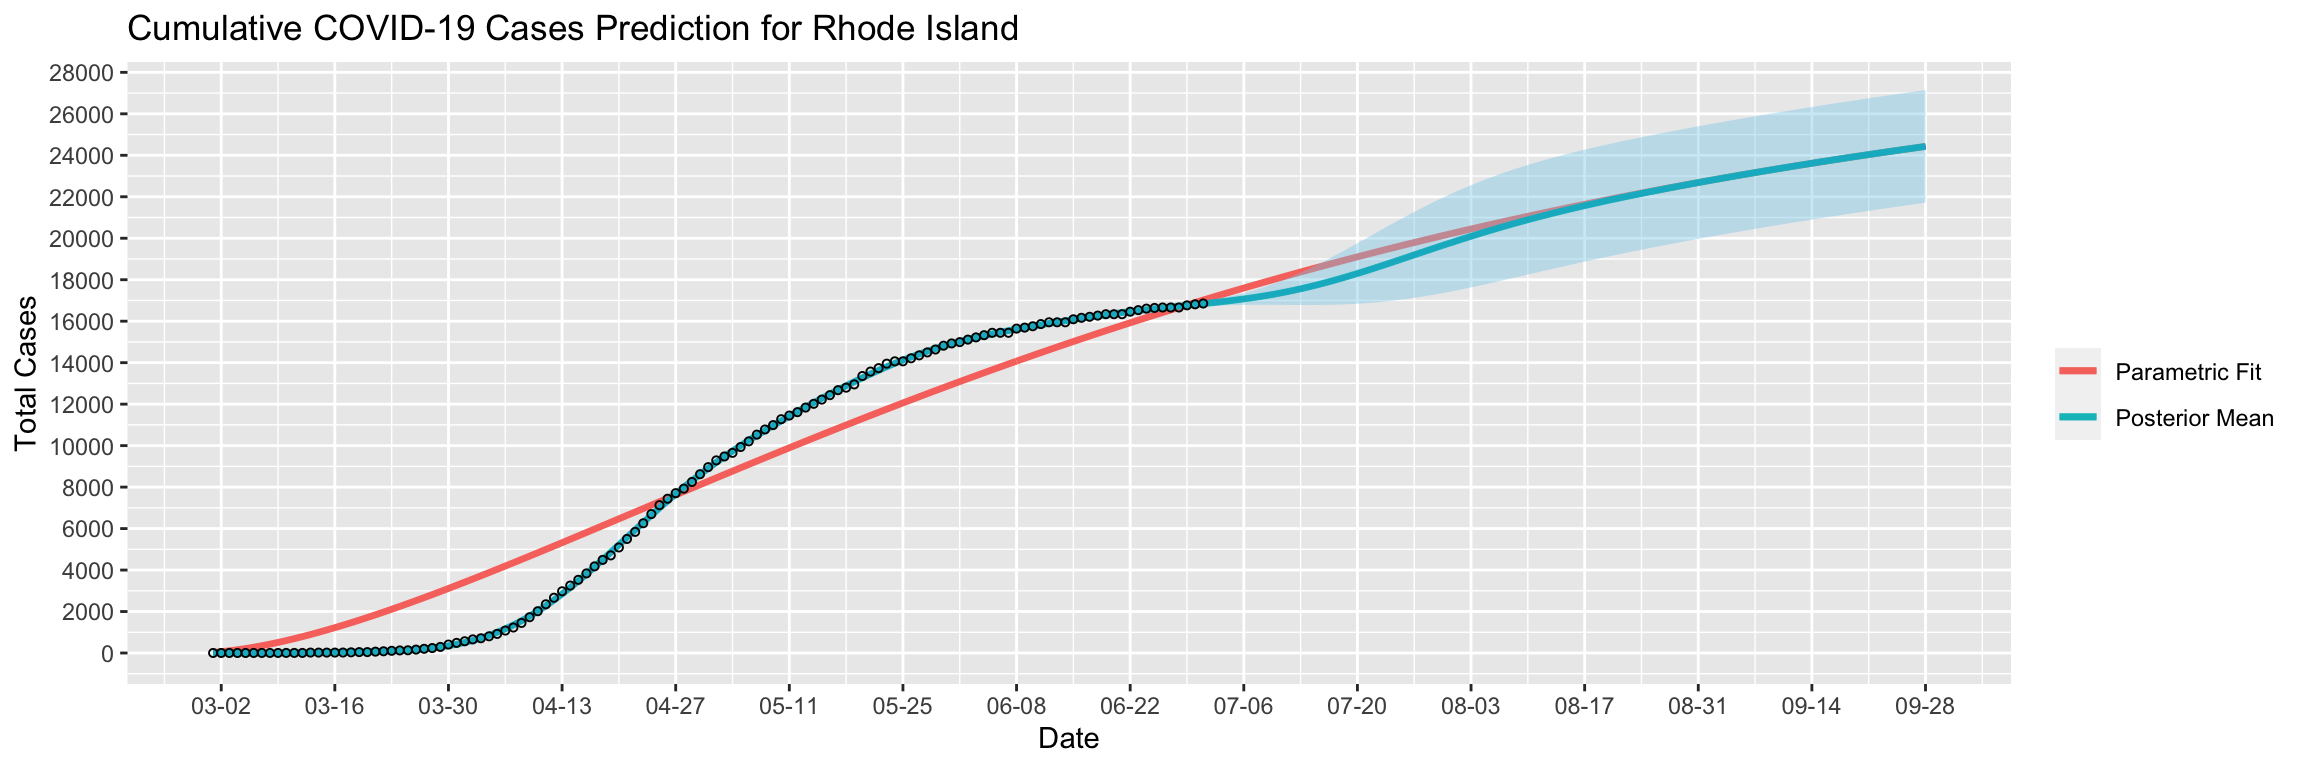 Cumulative COVID-19 Cases Prediction for Rhode Island
Total Cases
28000
26000
24000
22000
20000
18000
16000
14000
12000
10000
8000
6000
4000
2000
0
03-02 03-16 03-30 04-13 04-27 05-11 05-25 06-08 06-22 07-06 07-20 08-03 08-17 08-31 09-14 09-28
Date
Parametric Fit
Posterior Mean